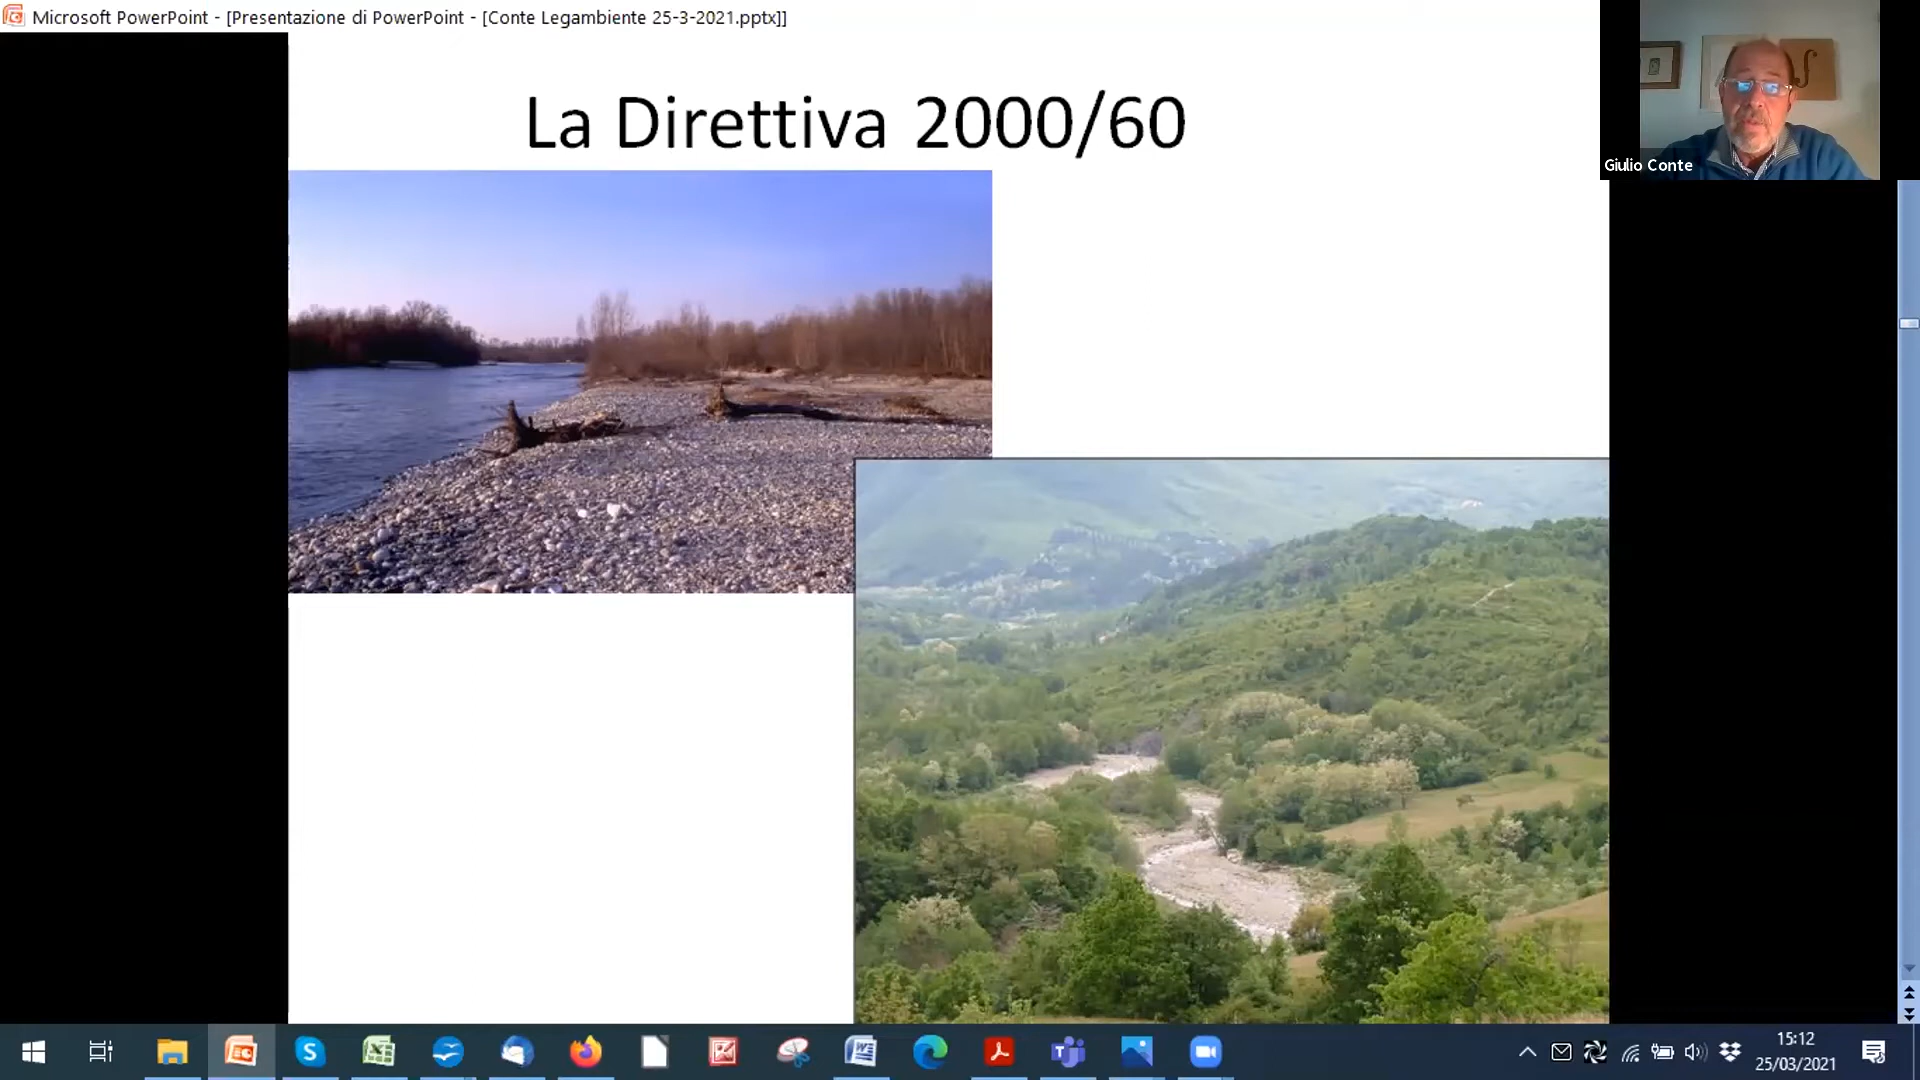 Microsoft PowerPoint - [Presentazione di PowerPoint - [Conte Legambiente 25-3-2021.pptx]]
La Direttiva 2000/60
Giulio Conte
15:12
25/03/2021